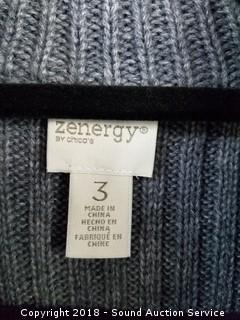 zenergy®
BY chico's
3
MADE IN
CHINA
HECHO EN
CHINA
FABRIQUÉ EN
CHINE
Copyright 2018 - Sound Auction Service